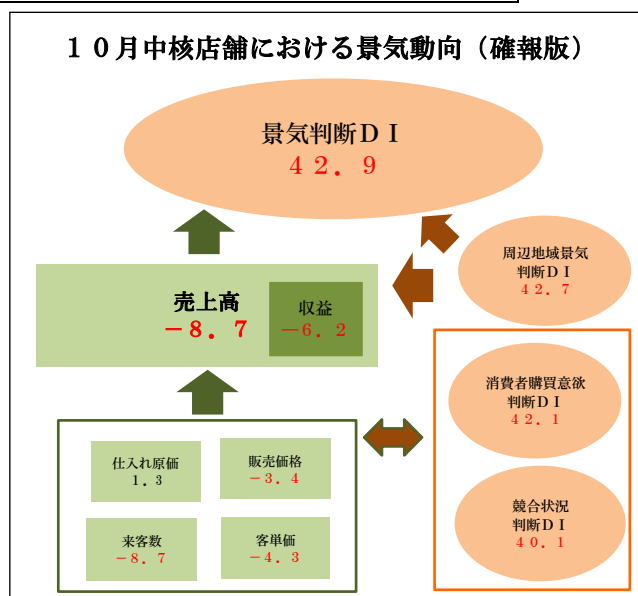 １０月中核店舗における景気動向（確報版）
景気判断ＤＩ
４２．９
周辺地域景気
判断ＤＩ
４２．７
売上高
－８．７
収益
－６．２
消費者購買意欲
判断ＤＩ
４２．１
仕入れ原価
１．３
販売価格
－３．４
競合状況
判断ＤＩ
４０．１
来客数
－８．７
客単価
－４．３